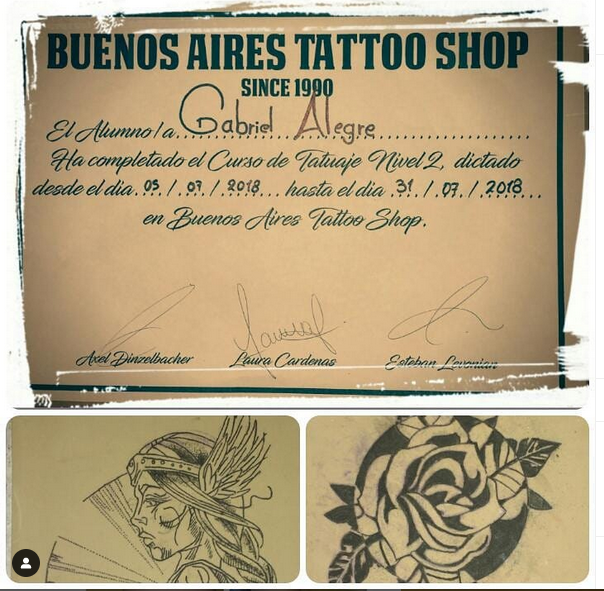 BUENOS AIRES TATTOO SHOP
SINCE 1990
El Alumno/a...Gabriel Alegre.....................
Ha completado el Curso de Tatuaje Nivel 2, dictado
desde el dia...05./.07./.2018... hasta el dia..31../.07./.2018...
en Buenos Aires Tattoo Shop.
Axel Dinzelbacher Laura Cardenas Esteban Levonian